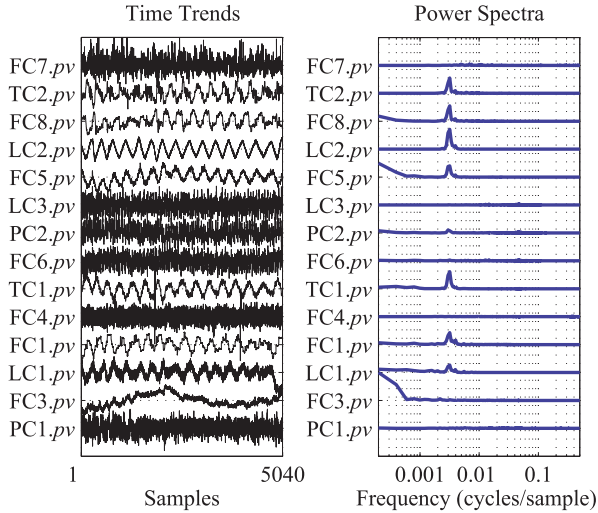 Time Trends
Power Spectra
FC7.pv
TC2.pv
FC8.pv
LC2.pv
FC5.pv
LC3.pv
PC2.pv
FC6.pv
TC1.pv
FC4.pv
FC1.pv
LC1.pv
FC3.pv
PC1.pv
1
5040
Samples
FC7.pv
TC2.pv
FC8.pv
LC2.pv
FC5.pv
LC3.pv
PC2.pv
FC6.pv
TC1.pv
FC4.pv
FC1.pv
LC1.pv
FC3.pv
PC1.pv
0.001
0.01
0.1
Frequency (cycles/sample)